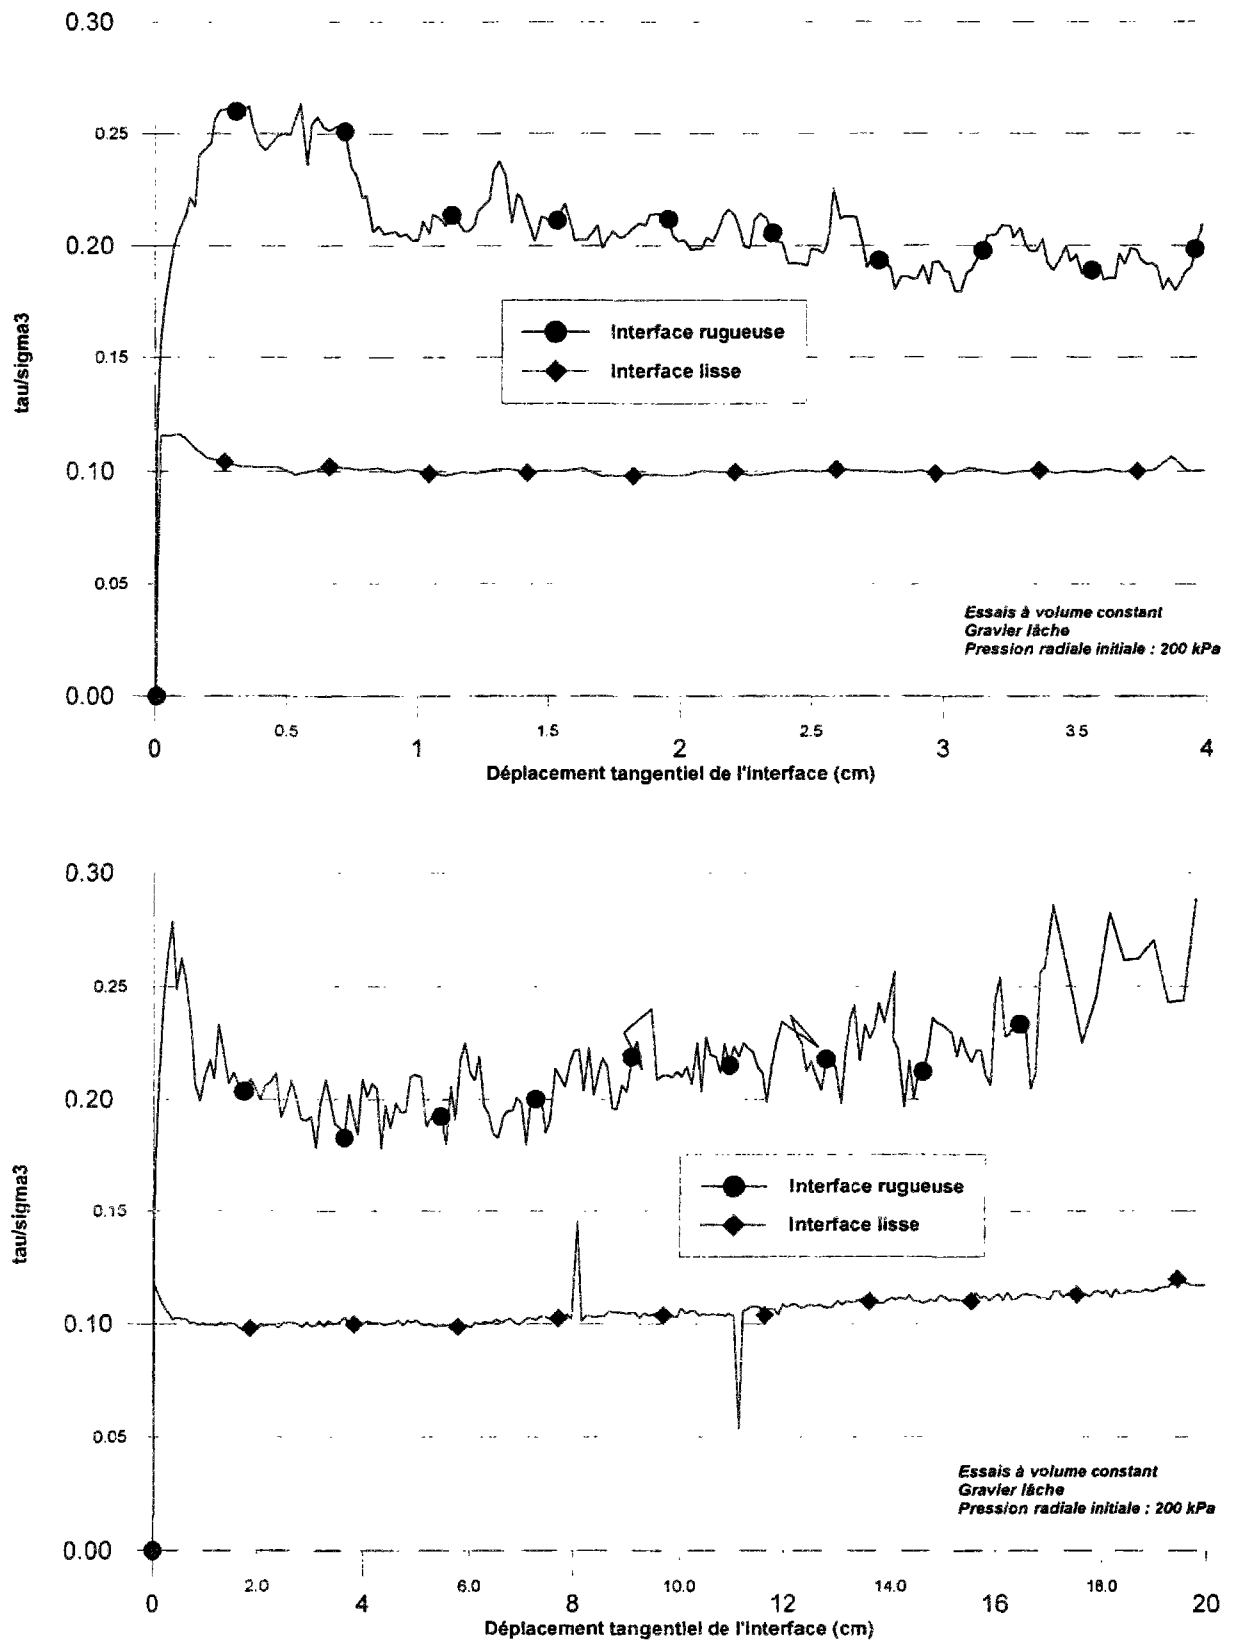 0.30
0.25
0.20
tau/sigma3
Interface rugueuse
0.15
Interface lisse
0.10
0.05
Essais à volume constant
Gravier lâche
Pression radiale initiale : 200 kPa
0.00
0 0.5 1 1.5 2 2.5 3 3.5 4
Déplacement tangentiel de l'interface (cm)
0.30
0.25
0.20
tau/sigma3
Interface rugueuse
0.15
Interface lisse
0.10
0.05
Essais à volume constant
Gravier lâche
Pression radiale initiale : 200 kPa
0.00
0 2.0 4 6.0 8 10.0 12 14.0 16 18.0 20
Déplacement tangentiel de l'interface (cm)